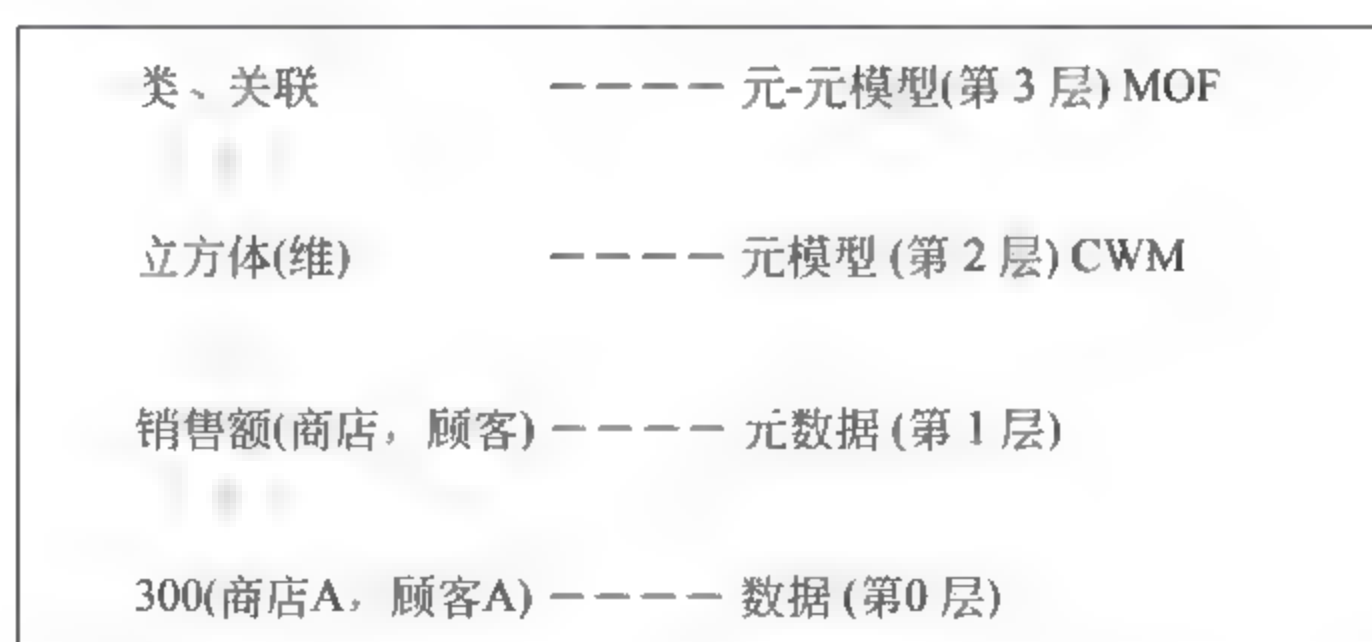 类、关联 ---- 元-元模型(第 3 层) MOF
立方体(维) ---- 元模型 (第 2 层) CWM
销售额(商店，顾客) ---- 元数据 (第 1 层)
300(商店A，顾客A) ---- 数据 (第0 层)